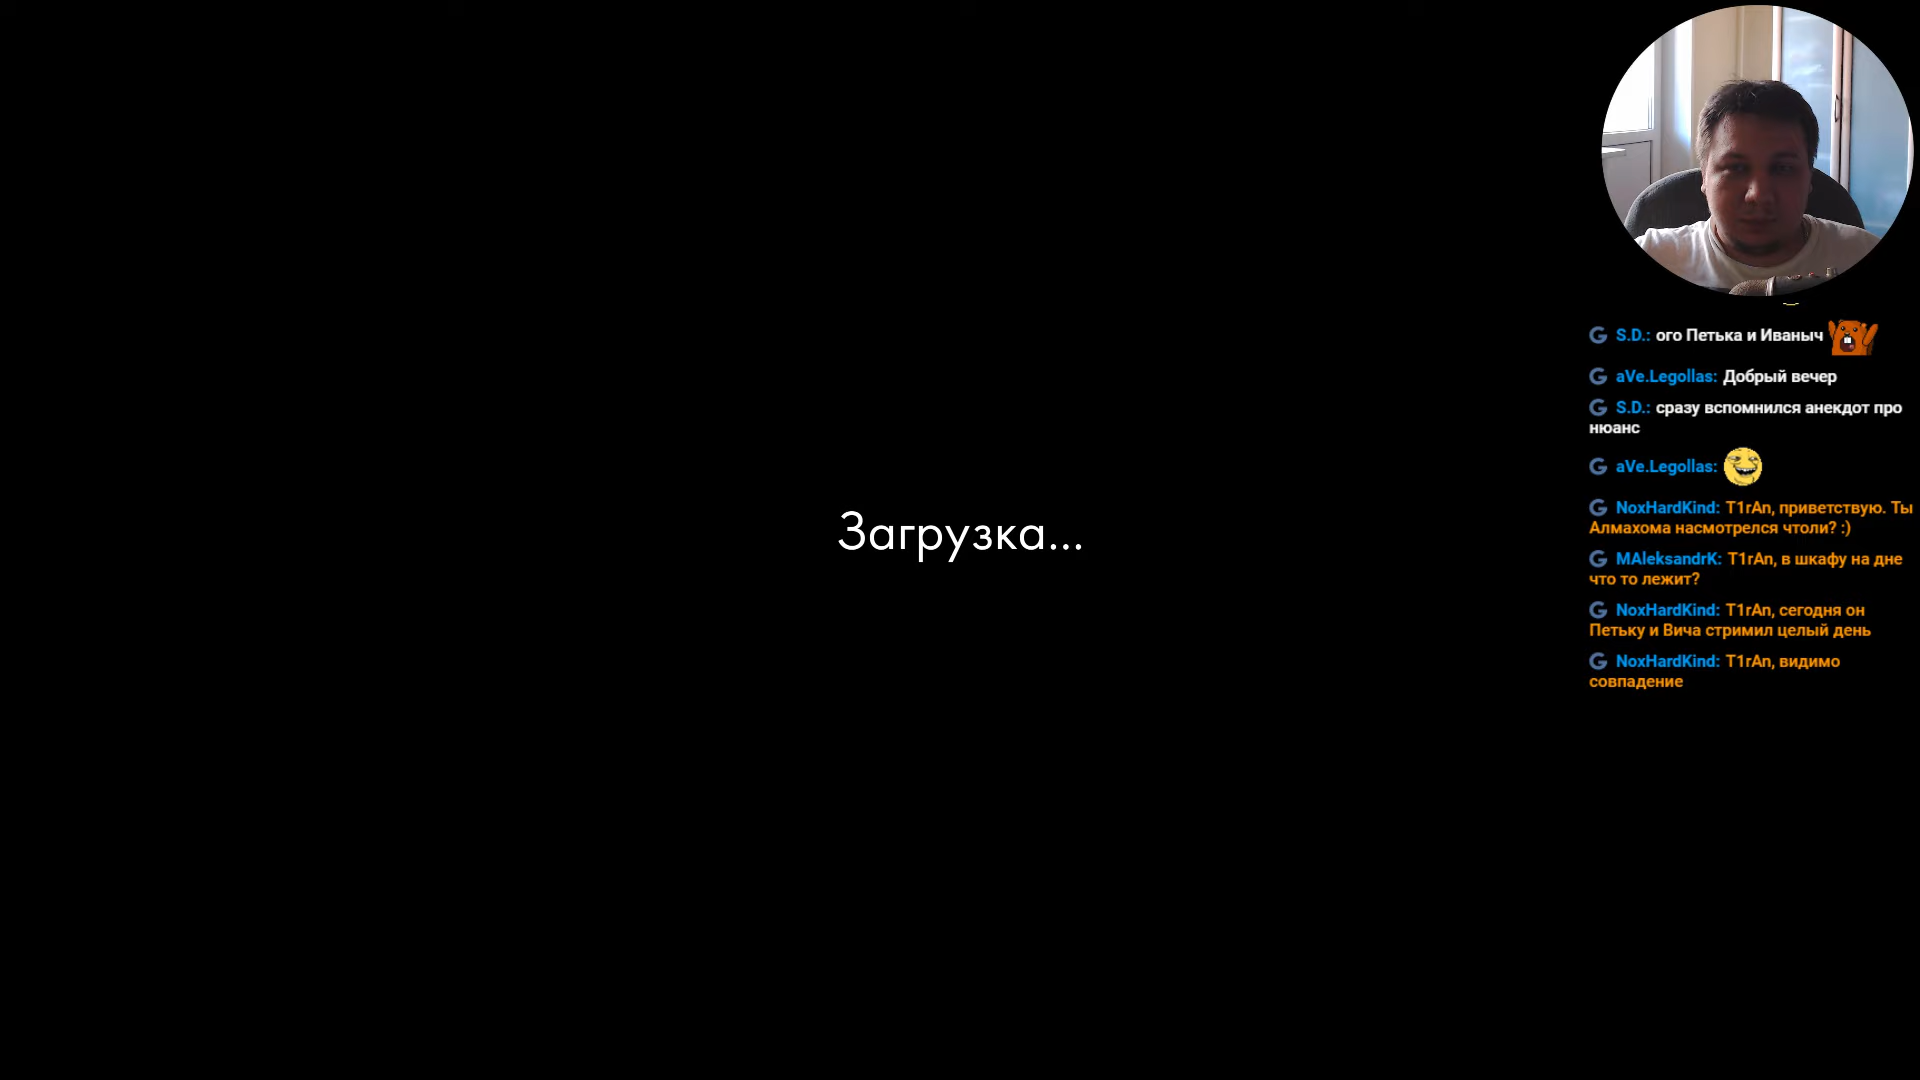 Загрузка...
S.D.: ого Петька и Иваныч
aVe.Legollas: Добрый вечер
S.D.: сразу вспомнился анекдот про
нюанс
aVe.Legollas:
NoxHardKind: T1rAn, приветствую. Ты
Алмахома насмотрелся чтоли? :)
MAleksandrK: T1rAn, в шкафу на дне
что то лежит?
NoxHardKind: T1rAn, сегодня он
Петьку и Вича стримил целый день
NoxHardKind: T1rAn, видимо
совпадение